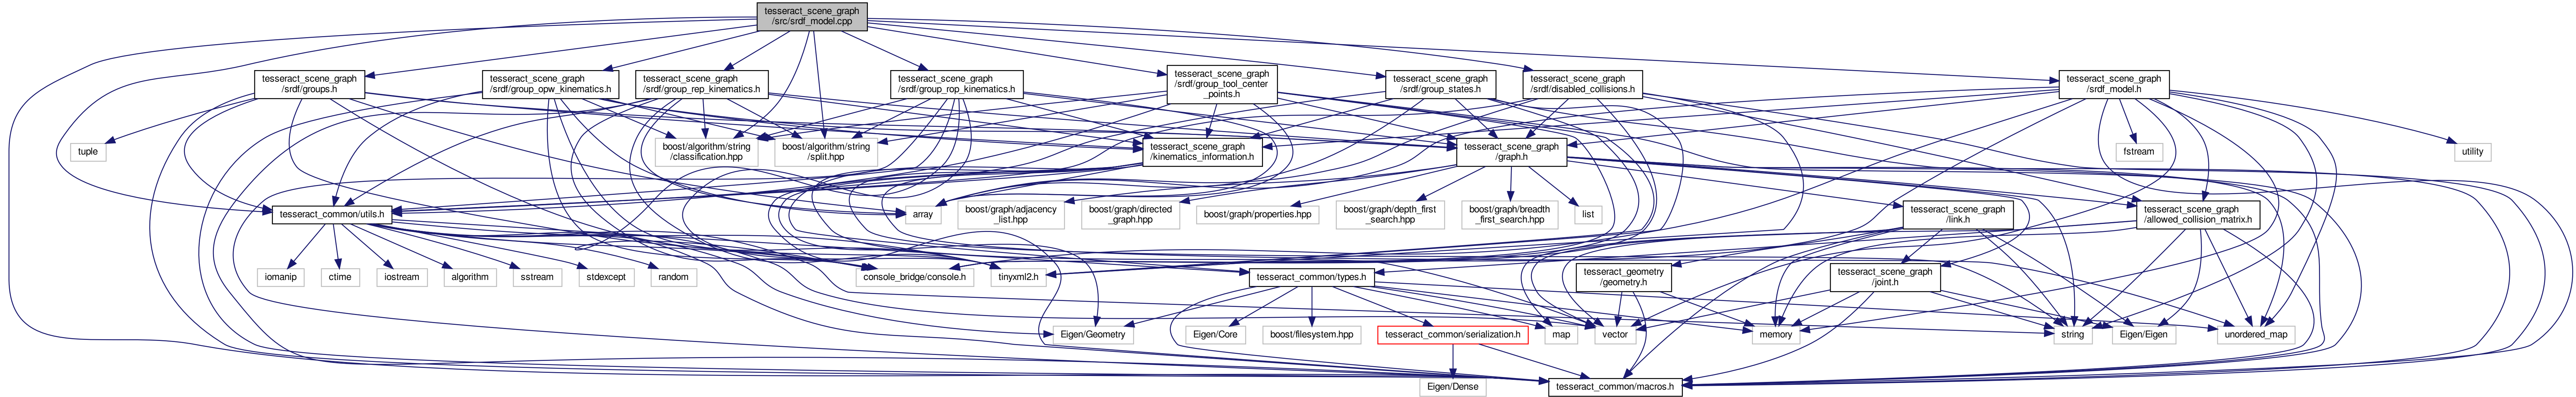 tesseract_scene_graph
/src/srdf_model.cpp
tesseract_scene_graph
/srdf/groups.h
tesseract_scene_graph
/srdf/group_opw_kinematics.h
tesseract_scene_graph
/srdf/group_rep_kinematics.h
tesseract_scene_graph
/srdf/group_rop_kinematics.h
tesseract_scene_graph
/srdf/group_tool_center
_points.h
tesseract_scene_graph
/srdf/group_states.h
tesseract_scene_graph
/srdf/disabled_collisions.h
tesseract_scene_graph
/srdf_model.h
tuple
boost/algorithm/string
/classification.hpp
boost/algorithm/string
/split.hpp
tesseract_scene_graph
/kinematics_information.h
tesseract_scene_graph
/graph.h
fstream
utility
tesseract_common/utils.h
array
boost/graph/adjacency
_list.hpp
boost/graph/directed
_graph.hpp
boost/graph/properties.hpp
boost/graph/depth_first
_search.hpp
boost/graph/breadth
_first_search.hpp
list
tesseract_scene_graph
/link.h
tesseract_scene_graph
/allowed_collision_matrix.h
iomanip
ctime
iostream
algorithm
sstream
stdexcept
random
console_bridge/console.h
tinyxml2.h
tesseract_common/types.h
tesseract_geometry
/geometry.h
tesseract_scene_graph
/joint.h
Eigen/Geometry
Eigen/Core
boost/filesystem.hpp
tesseract_common/serialization.h
map
vector
memory
string
Eigen/Eigen
unordered_map
Eigen/Dense
tesseract_common/macros.h